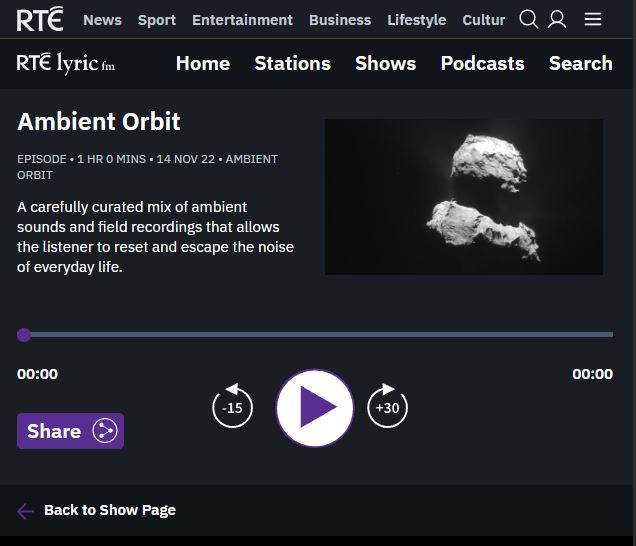 RTÉ News Sport Entertainment Business Lifestyle Cultur
RTÉ lyric fm Home Stations Shows Podcasts Search
Ambient Orbit
EPISODE • 1 HR 0 MINS • 14 NOV 22 • AMBIENT
ORBIT
A carefully curated mix of ambient
sounds and field recordings that allows
the listener to reset and escape the noise
of everyday life.
00:00 00:00
-15 +30
Share
Back to Show Page